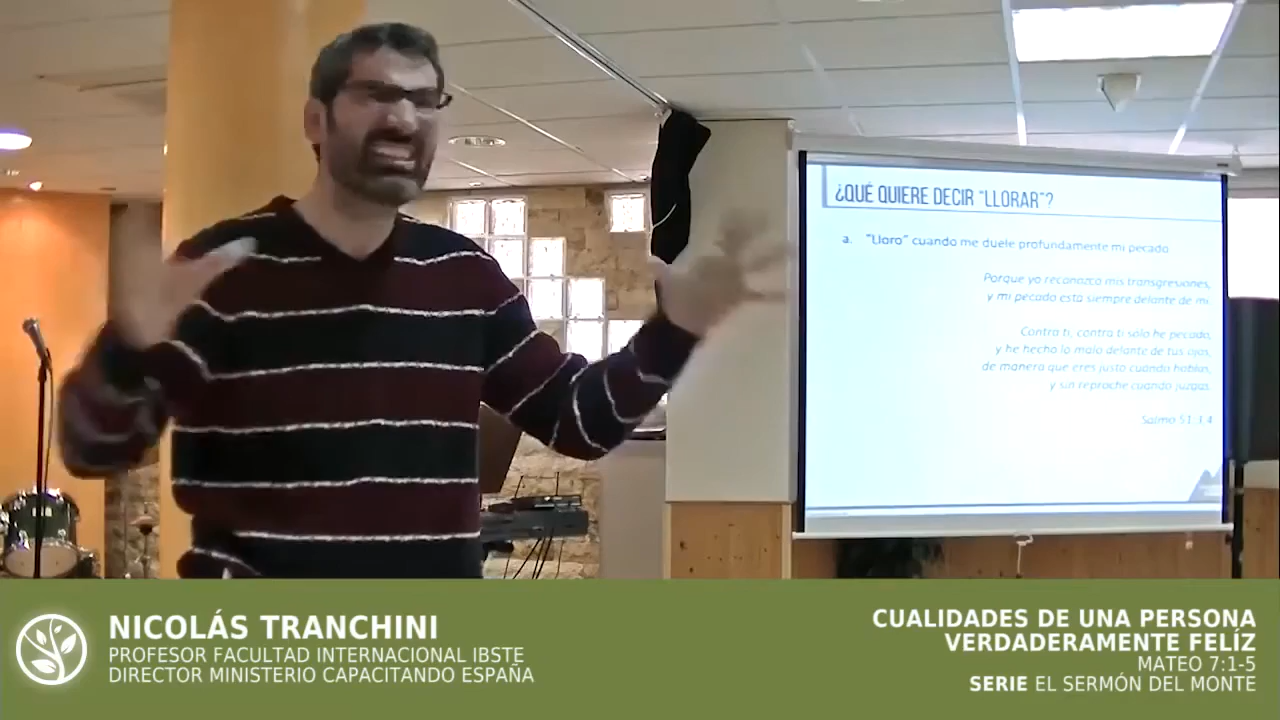 ¿QUÉ QUIERE DECIR "LLORAR"?
a. "Lloro" cuando me duele profundamente mi pecado
Porque yo reconozco mis transgresiones,
y mi pecado está siempre delante de mí.
Contra ti, contra ti sólo he pecado,
y he hecho lo malo delante de tus ojos,
de manera que eres justo cuando hablas,
y sin reproche cuando juzgas.
Salmo 51:3,4
NICOLÁS TRANCHINI
PROFESOR FACULTAD INTERNACIONAL IBSTE
DIRECTOR MINISTERIO CAPACITANDO ESPAÑA
CUALIDADES DE UNA PERSONA
VERDADERAMENTE FELÍZ
MATEO 7:1-5
SERIE EL SERMÓN DEL MONTE